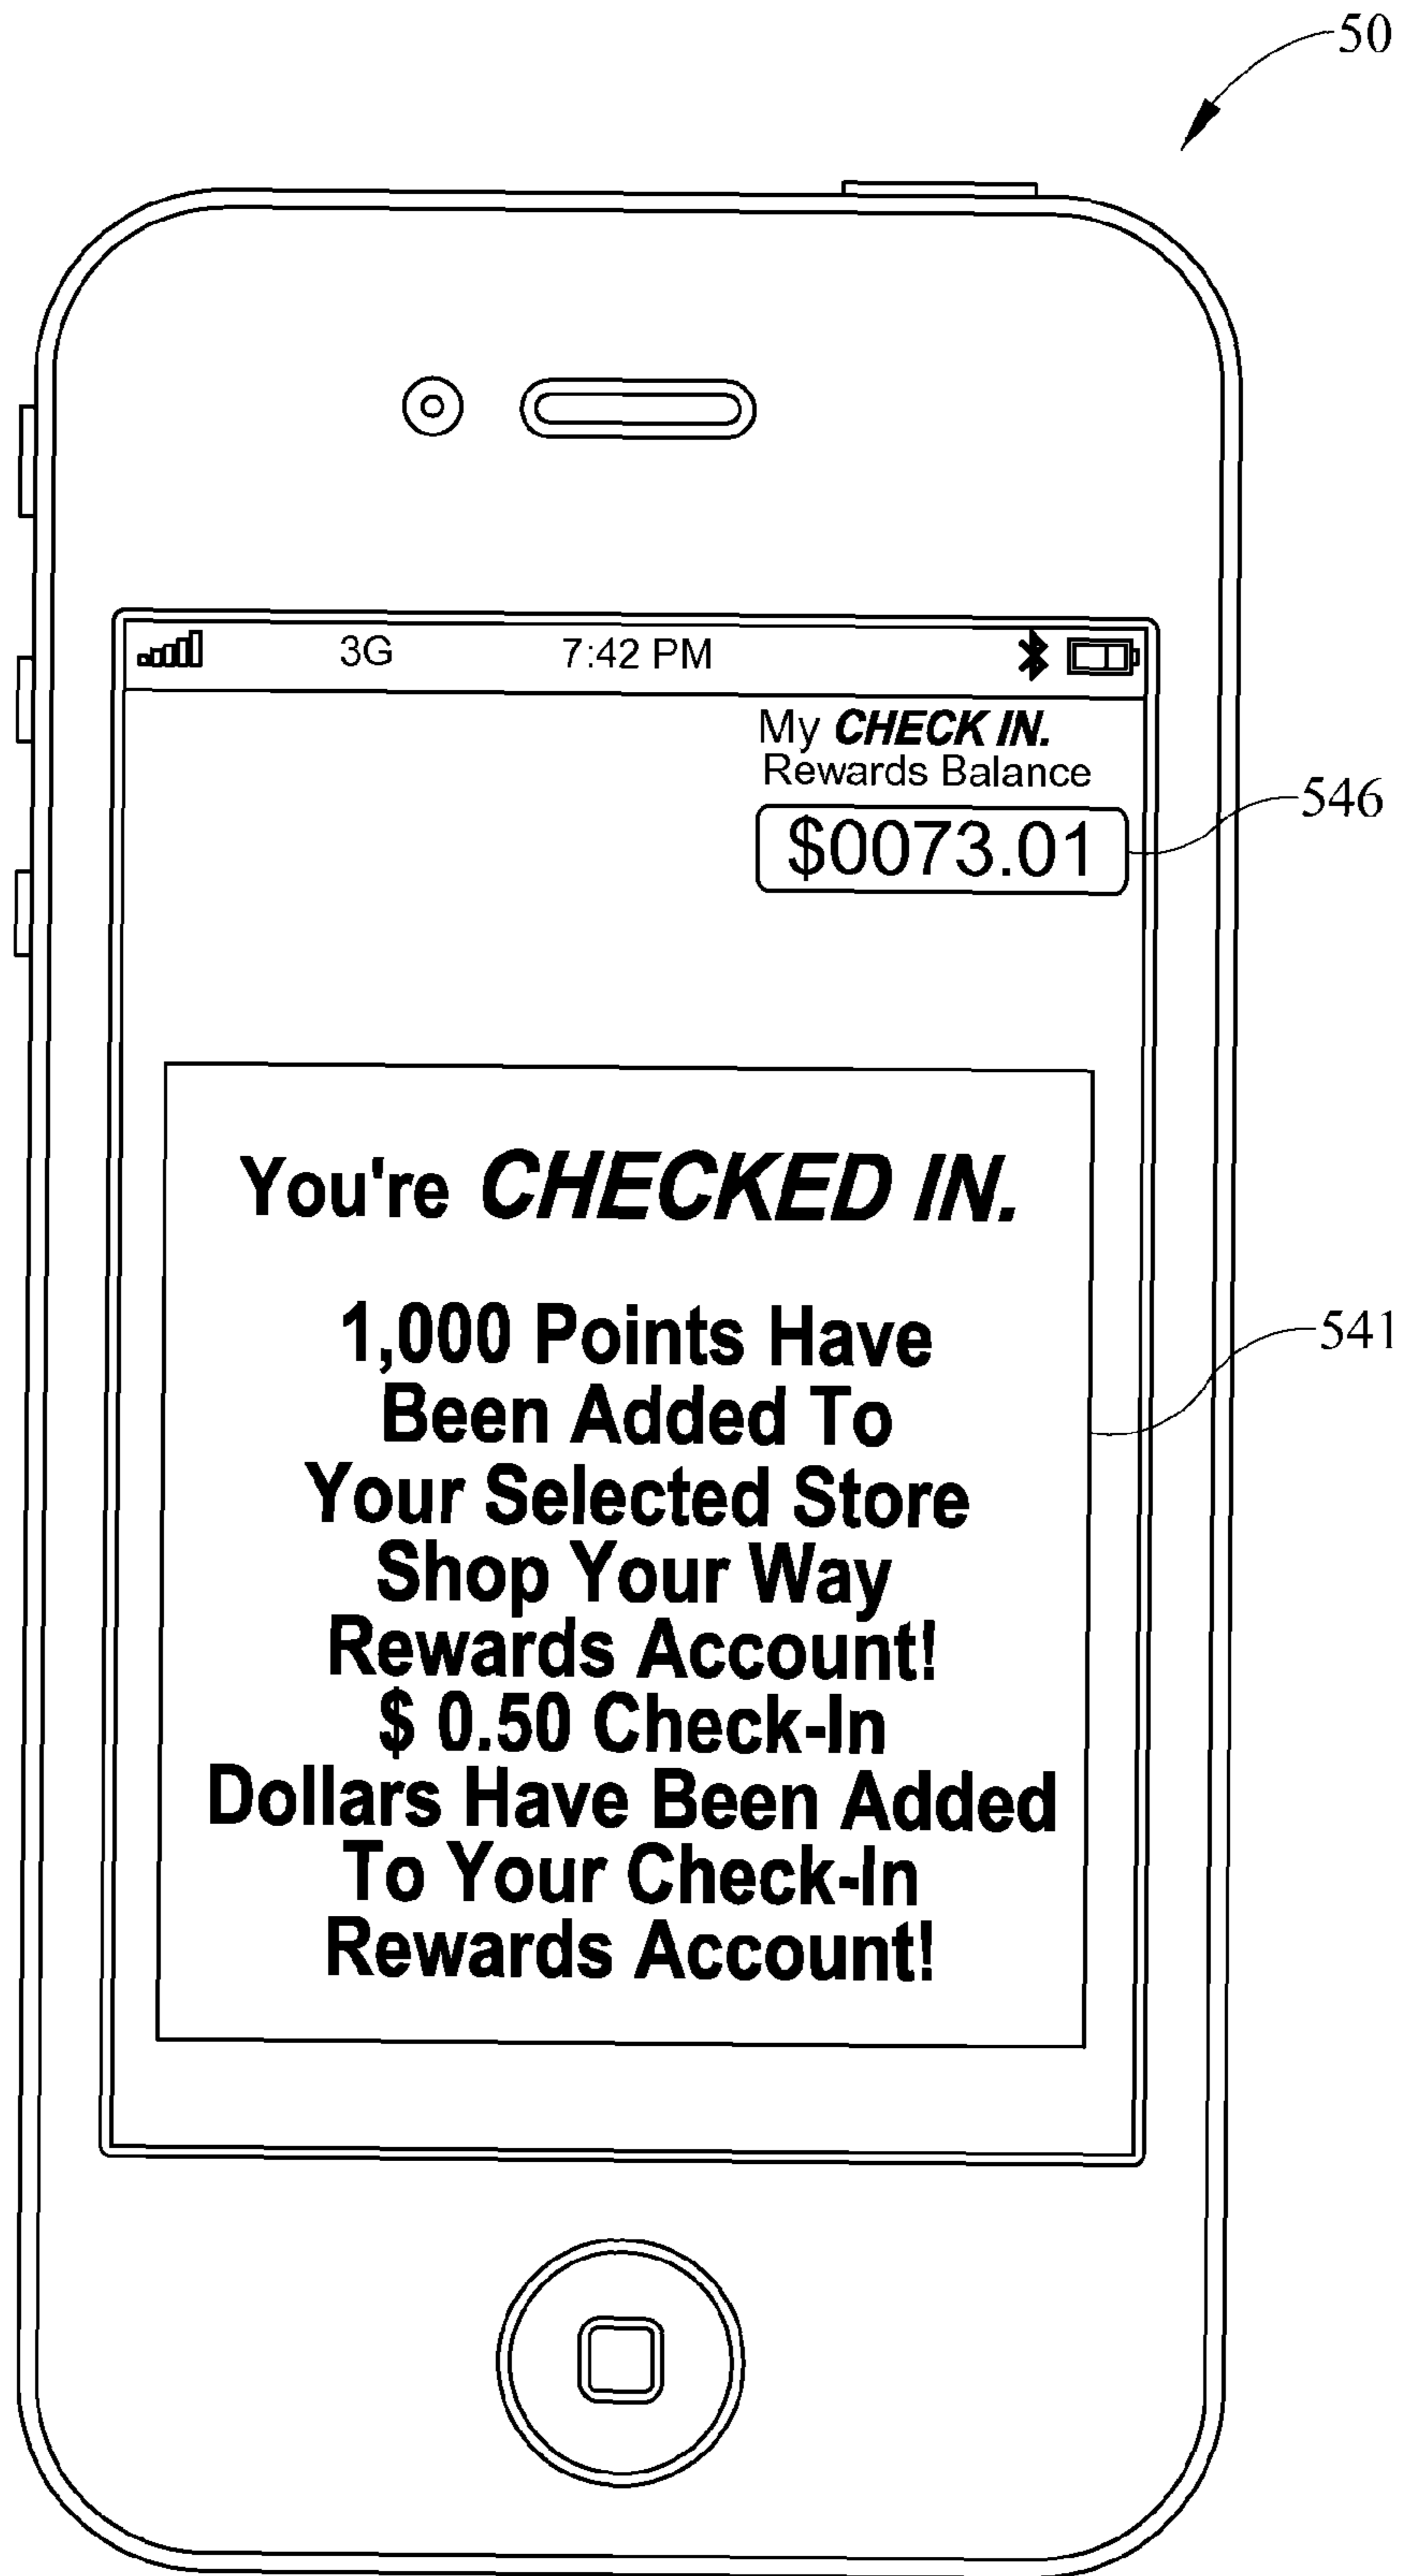 50
3G 7:42 PM
My CHECK IN.
Rewards Balance
$0073.01
546
You're CHECKED IN.
1,000 Points Have
Been Added To
Your Selected Store
Shop Your Way
Rewards Account!
$ 0.50 Check-In
Dollars Have Been Added
To Your Check-In
Rewards Account!
541